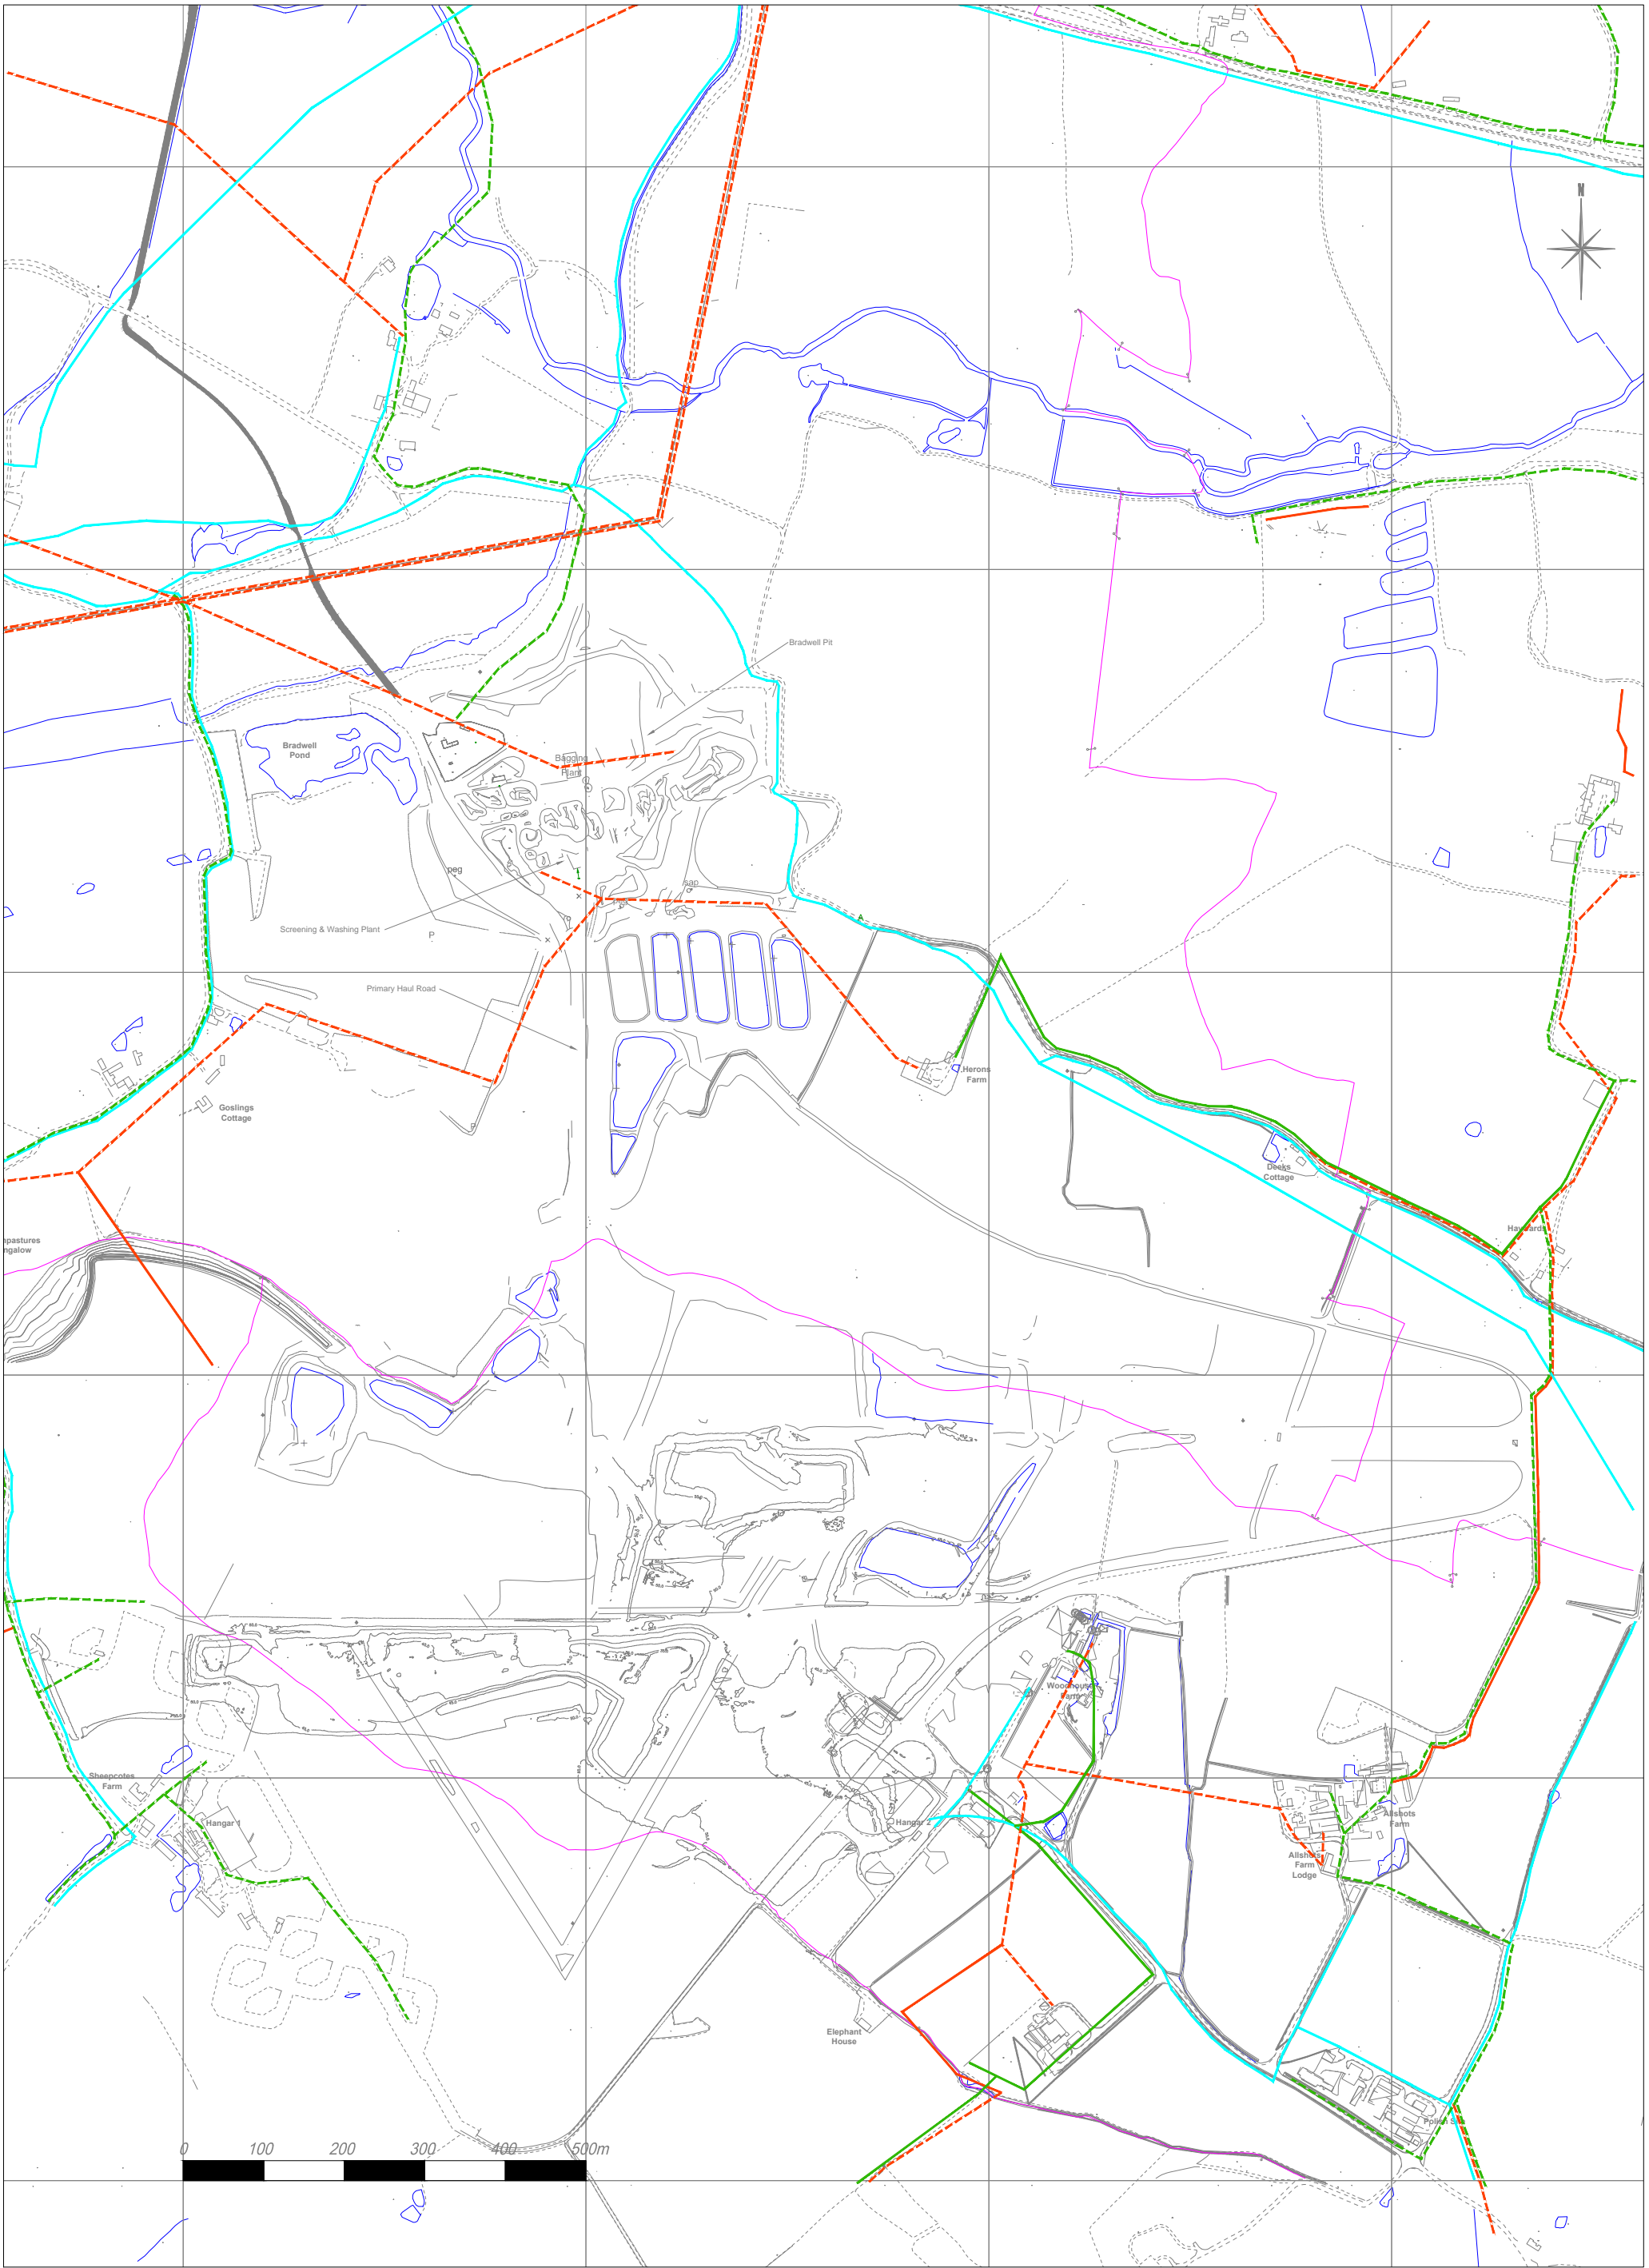 N
Bradwell Pit
Bradwell
Pond
Bagging
Plant
peg
sap
P
Screening & Washing Plant
Primary Haul Road
Herons
Farm
Goslings
Cottage
P
Deeks
Cottage
Haywards
Woodhouse
Farm
Sheepcotes
Farm
Hangar 1
Hangar 2
Allshots
Farm
Allshots
Farm
Lodge
Elephant
House
0 100 200 300 400 500m